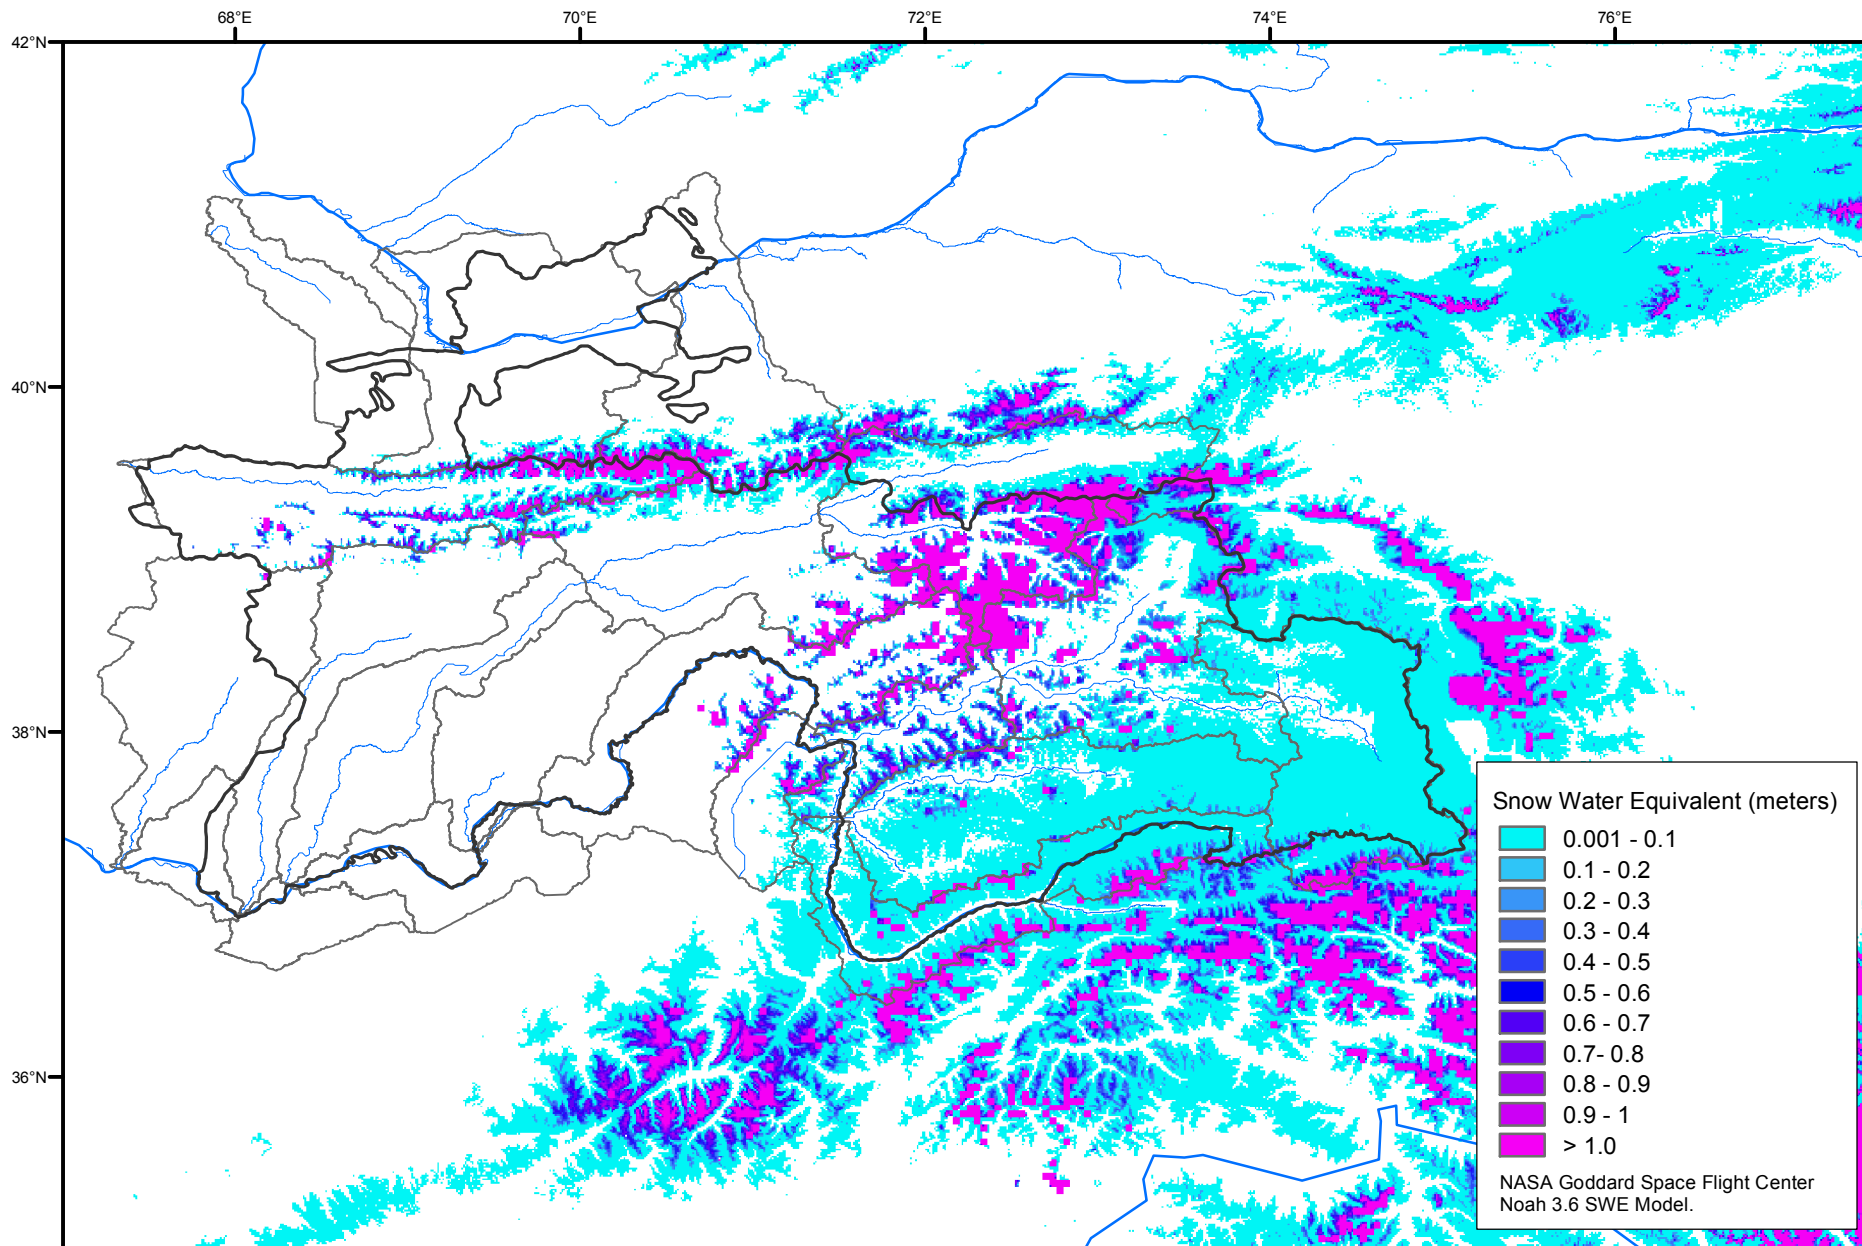 68°E
70°E
72°E
74°E
76°E
42°N
40°N
38°N
36°N
Snow Water Equivalent (meters)
0.001 - 0.1
0.1 - 0.2
0.2 - 0.3
0.3 - 0.4
0.4 - 0.5
0.5 - 0.6
0.6 - 0.7
0.7- 0.8
0.8 - 0.9
0.9 - 1
> 1.0
NASA Goddard Space Flight Center
Noah 3.6 SWE Model.